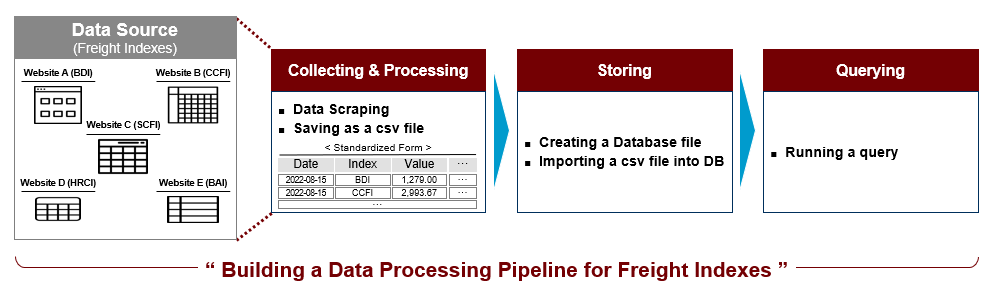 Data Source
(Freight Indexes)
Website A (BDI)
Website B (CCFI)
Website C (SCFI)
Website D (HRCI)
Website E (BAI)
Collecting & Processing
▪ Data Scraping
▪ Saving as a csv file
< Standardized Form >
Date Index Value ⋯
2022-08-15 BDI 1,279.00 ⋯
2022-08-15 CCFI 2,993.67 ⋯
⋯
Storing
▪ Creating a Database file
▪ Importing a csv file into DB
Querying
▪ Running a query
“ Building a Data Processing Pipeline for Freight Indexes ”